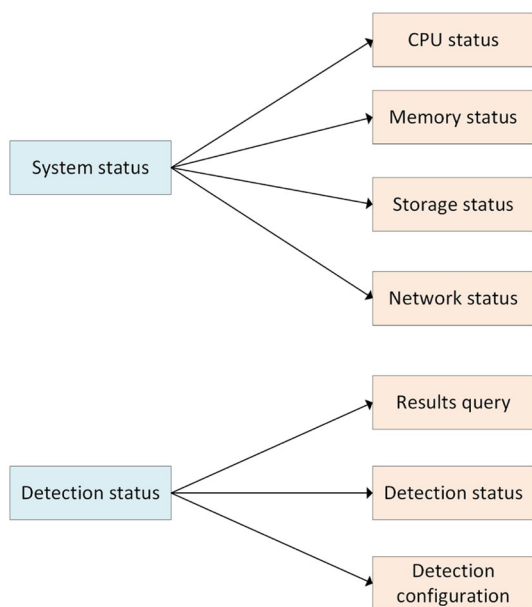 System status
CPU status
Memory status
Storage status
Network status
Detection status
Results query
Detection status
Detection
configuration